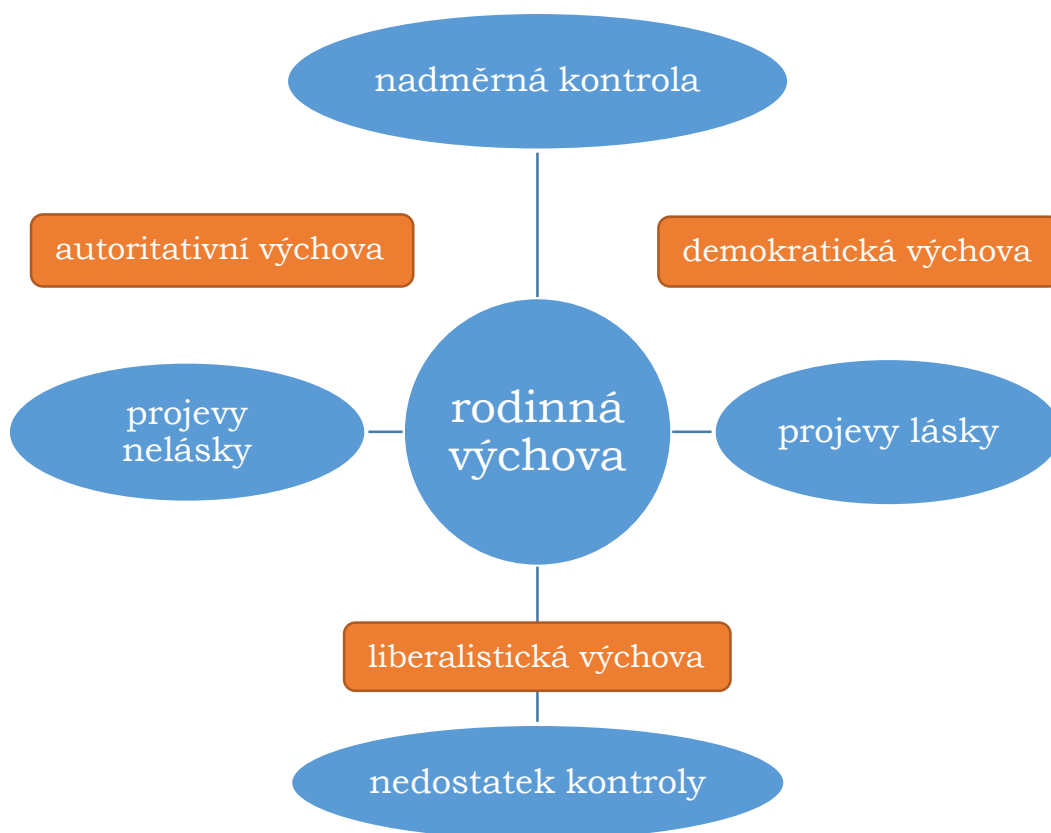 nadměrná kontrola
autoritativní výchova
demokratická výchova
projevy
nelásky
rodinná
výchova
projevy lásky
liberalistická výchova
nedostatek kontroly